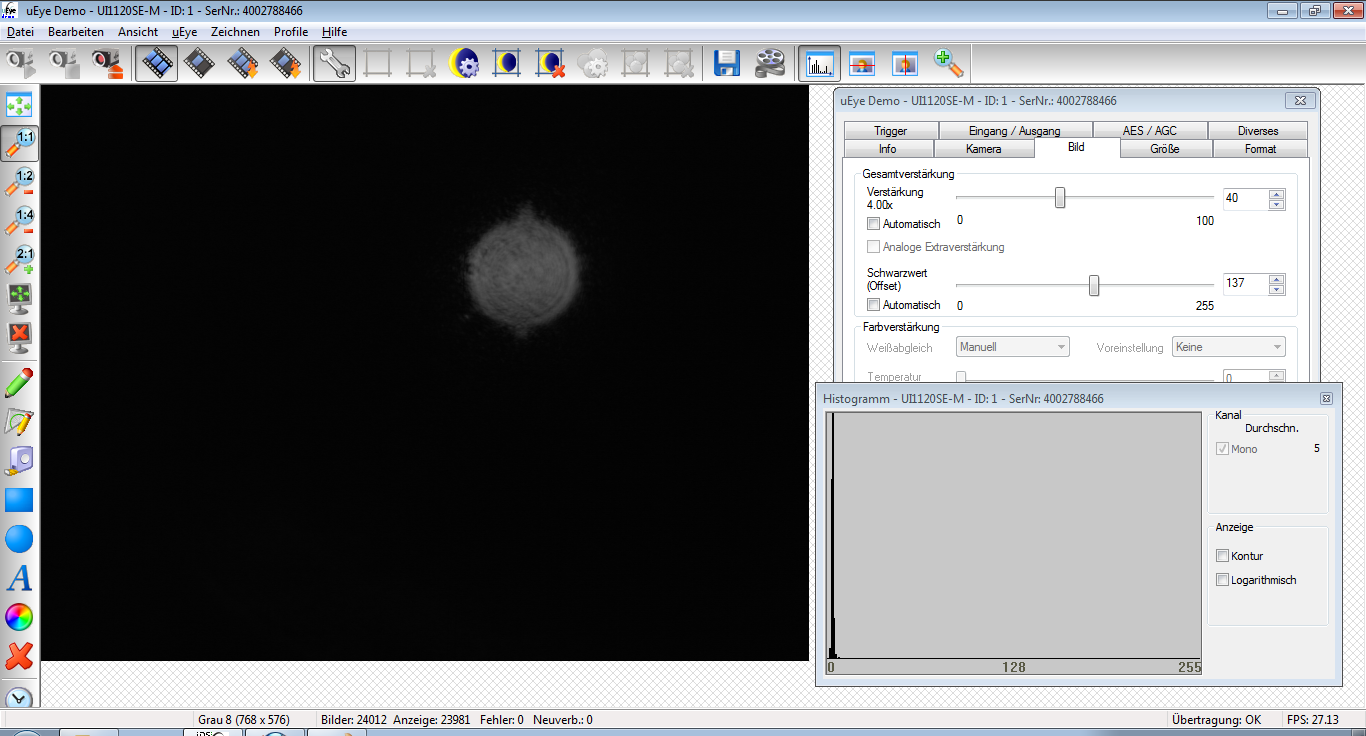 uEye Demo - UI1120SE-M - ID: 1 - SerNr.: 4002788466
Datei Bearbeiten Ansicht uEye Zeichnen Profile Hilfe
1:1
1:2
1:4
2:1
A
uEye Demo - UI1120SE-M - ID: 1 - SerNr.: 4002788466
Trigger Eingang / Ausgang AES / AGC Diverses
Info Kamera Bild Größe Format
Gesamtverstärkung
Verstärkung 40
4.00x
Automatisch 0 100
Analoge Extraverstärkung
Schwarzwert 137
(Offset)
Automatisch 0 255
Farbverstärkung
Weißabgleich Manuell Voreinstellung Keine
Temperatur 0
Histogramm - UI1120SE-M - ID: 1 - SerNr: 4002788466
Kanal
Durchschn.
Mono 5
Anzeige
Kontur
Logarithmisch
0 128 255
Grau 8 (768 x 576) Bilder: 24012 Anzeige: 23981 Fehler: 0 Neuverb.: 0 Übertragung: OK FPS: 27.13